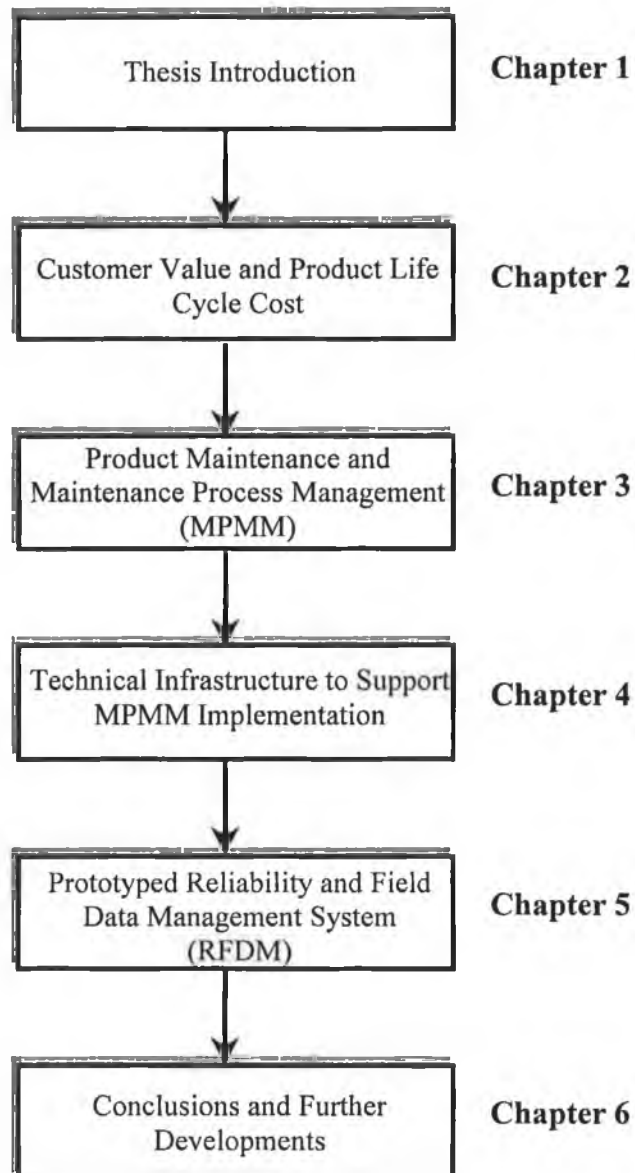 Thesis Introduction
Chapter 1
Customer Value and Product Life
Cycle Cost
Chapter 2
Product Maintenance and
Maintenance Process Management
(MPMM)
Chapter 3
Technical Infrastructure to Support
MPMM Implementation
Chapter 4
Prototyped Reliability and Field
Data Management System
(RFDM)
Chapter 5
Conclusions and Further
Developments
Chapter 6